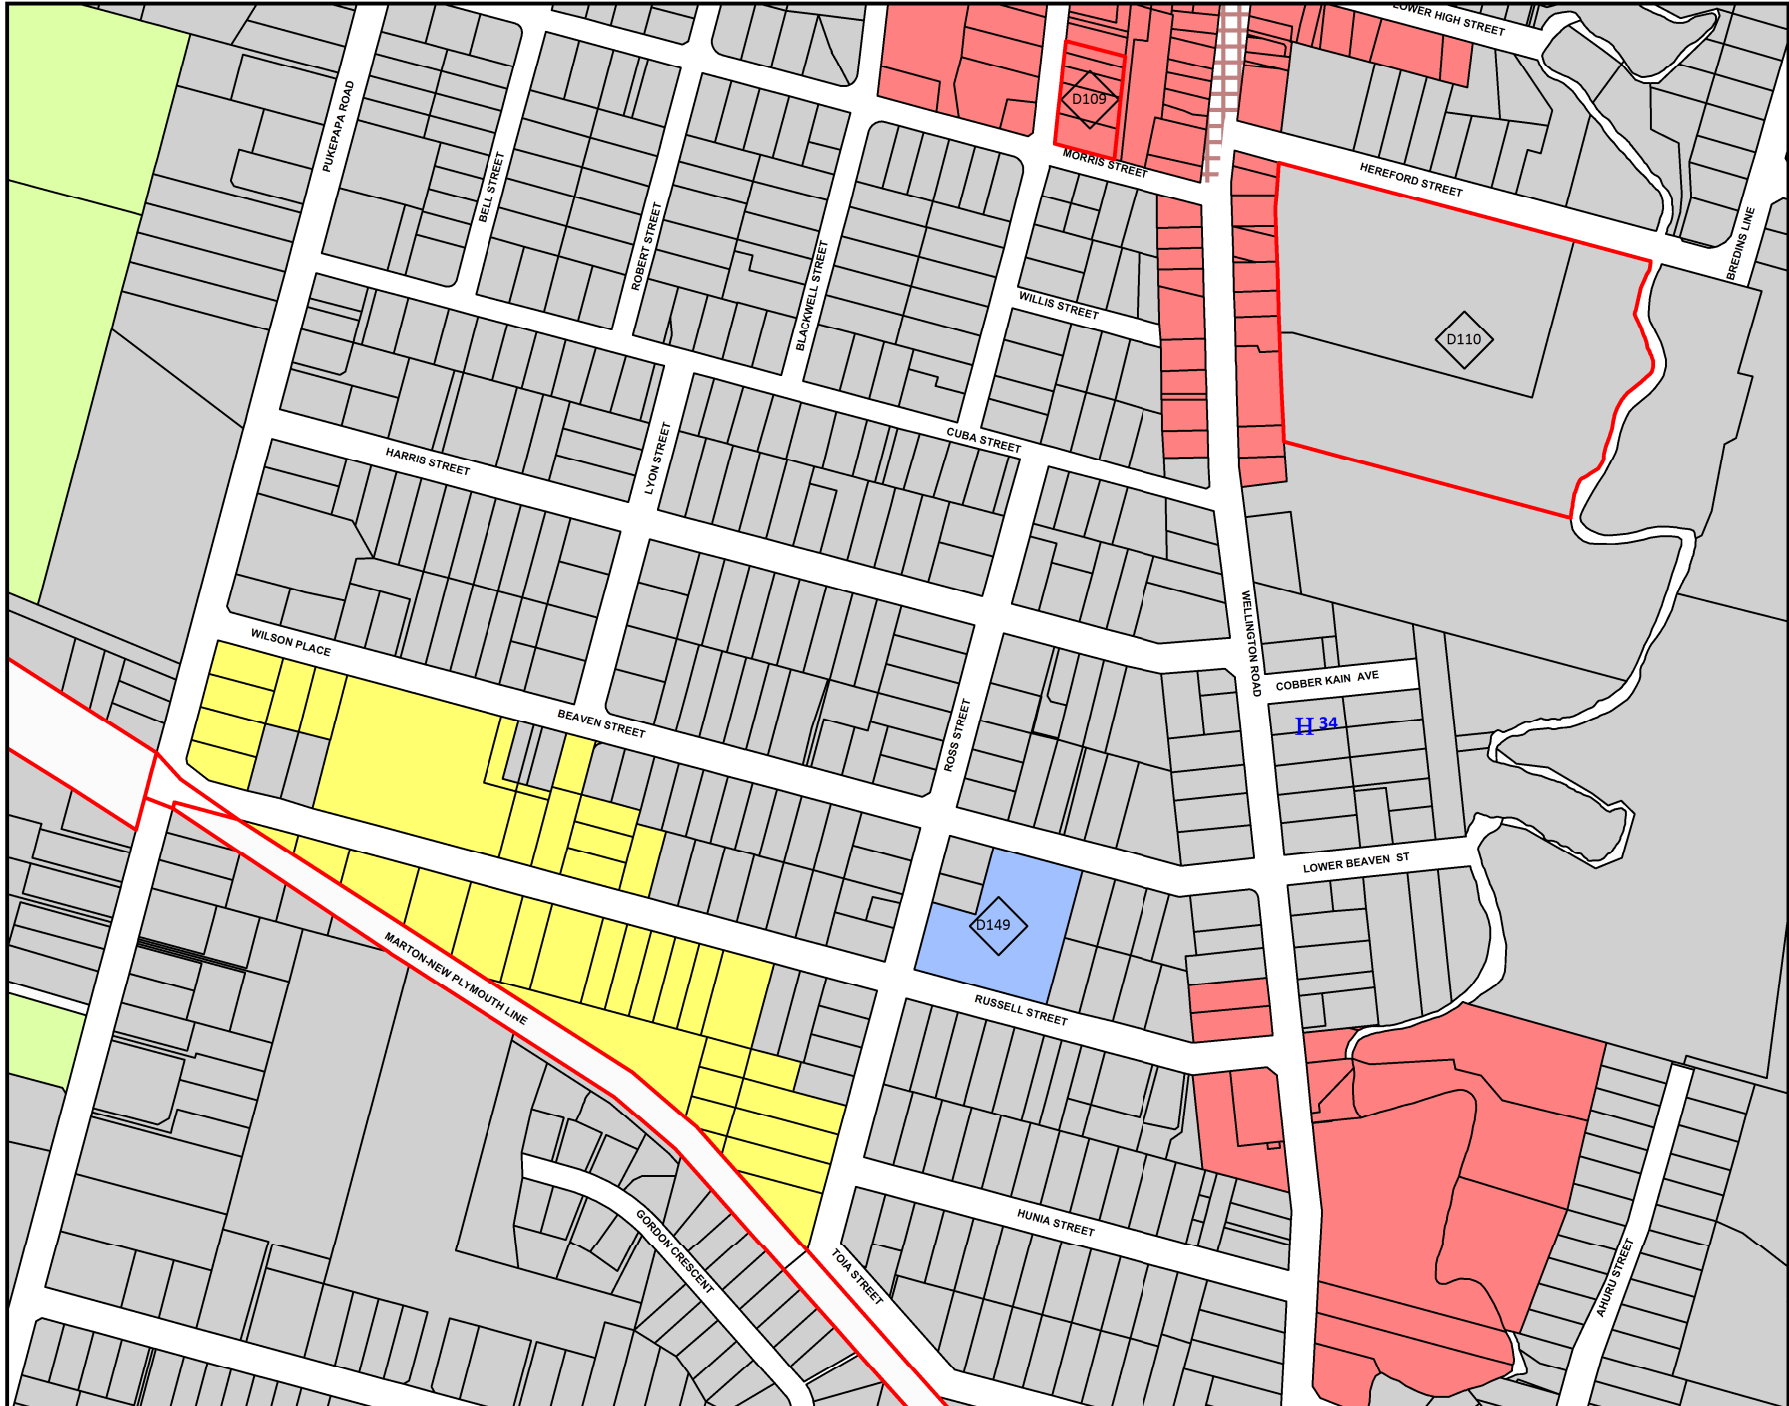 LOWER HIGH STREET
D109
PUKEPAPA ROAD
MORRIS STREET
HEREFORD STREET
BELL STREET
ROBERT STREET
BREDINS LINE
BLACKWELL STREET
WILLIS STREET
D110
CUBA STREET
HARRIS STREET
LYON STREET
WELINGTON ROAD
WILSON PLACE
COBBER KAIN AVE
BEAVEN STREET
H 34
ROSS STREET
LOWER BEAVEN ST
D149
MARTON-NEW PLYMOUTH LINE
RUSSELL STREET
HUNIA STREET
GORDON CRESCENT
TOIA STREET
AHURU STREET